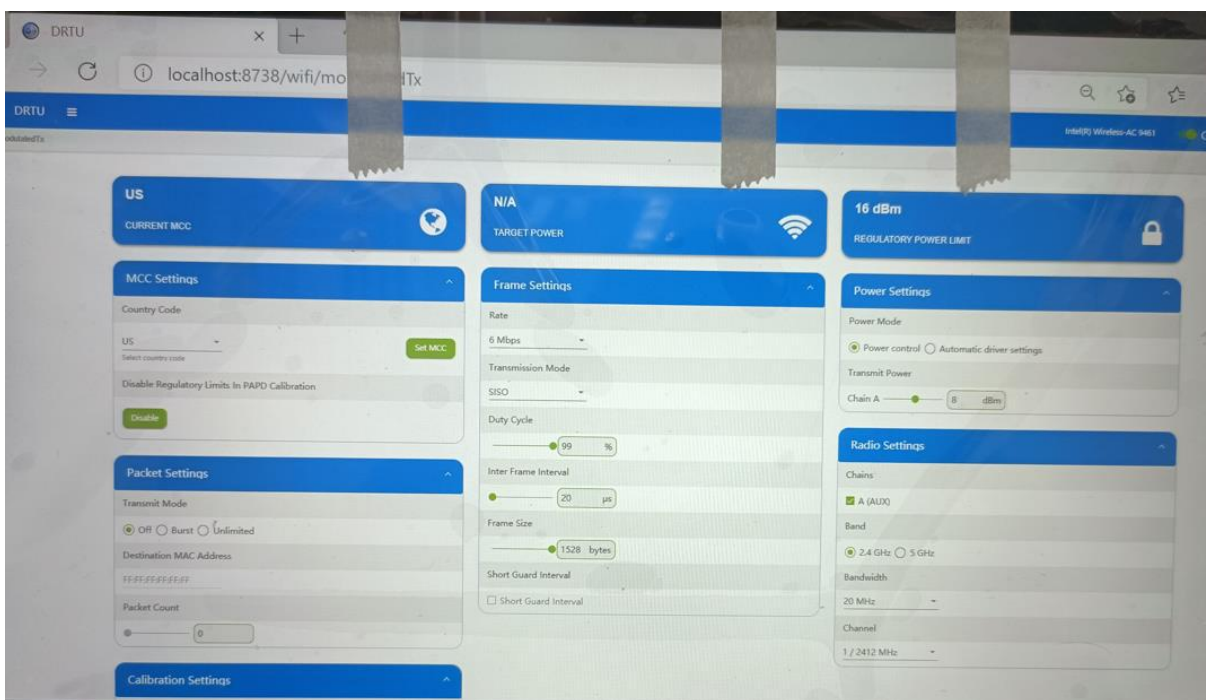 DRTU
localhost:8738/wifi/mo dTx
DRTU
Intel(R) Wireless-AC 9461
odulatedTx
US
CURRENT MCC
N/A
TARGET POWER
16 dBm
REGULATORY POWER LIMIT
MCC Settings
Country Code
US
Set MCC
Select country code
Disable Regulatory Limits In PAPD Calibration
Disable
Packet Settings
Transmit Mode
Off Burst Unlimited
Destination MAC Address
FF:FF:FF:FF:FF:FF
Packet Count
0
Calibration Settings
Frame Settings
Rate
6 Mbps
Transmission Mode
SISO
Duty Cycle
99 %
Inter Frame Interval
20 µs
Frame Size
1528 bytes
Short Guard Interval
Short Guard Interval
Power Settings
Power Mode
Power control Automatic driver settings
Transmit Power
Chain A 8 dBm
Radio Settings
Chains
A (AUX)
Band
2.4 GHz 5 GHz
Bandwidth
20 MHz
Channel
1 / 2412 MHz